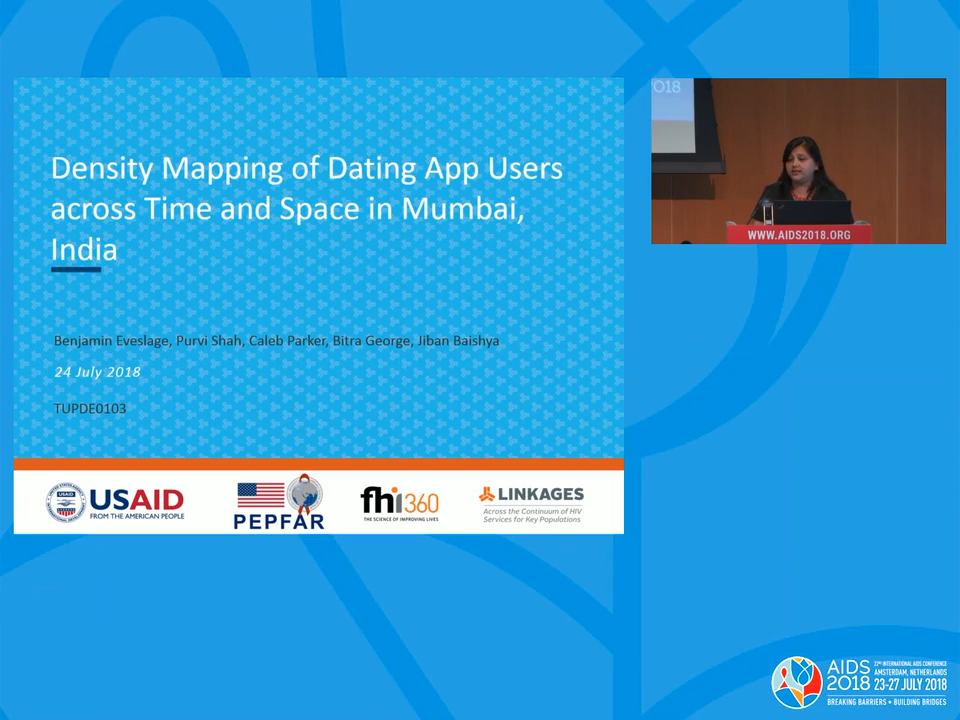 Density Mapping of Dating App Users
across Time and Space in Mumbai,
India
Benjamin Eveslage, Purvi Shah, Caleb Parker, Bitra George, Jiban Baishya
24 July 2018
TUPDE0103
USAID
USAID
FROM THE AMERICAN PEOPLE
PEPFAR
fhi360
THE SCIENCE OF IMPROVING LIVES
LINKAGES
Across the Continuum of HIV
Services for Key Populations
2018
WWW.AIDS2018.ORG
AIDS
2018
22ND INTERNATIONAL AIDS CONFERENCE
AMSTERDAM, NETHERLANDS
23-27 JULY 2018
BREAKING BARRIERS • BUILDING BRIDGES